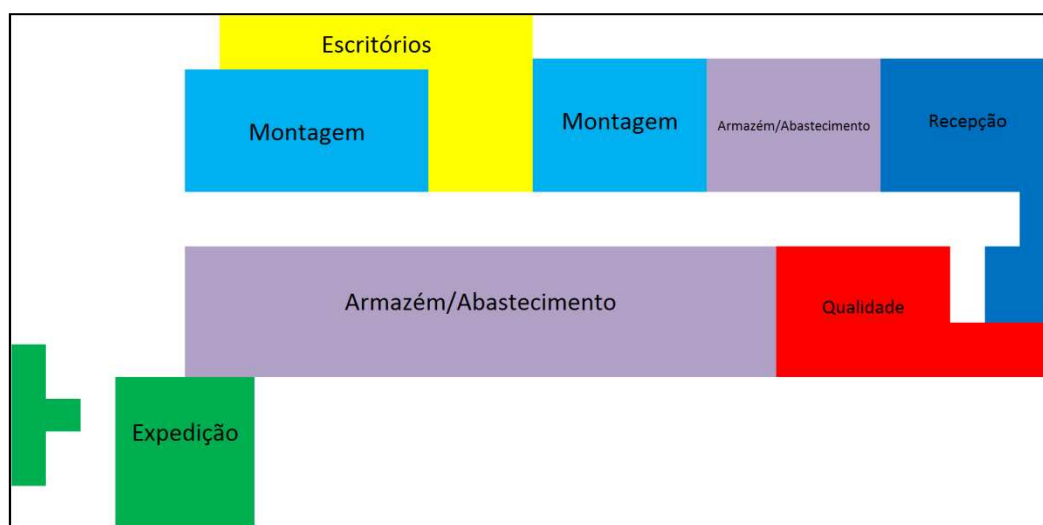 Escritórios
Montagem
Montagem
Armazém/Abastecimento
Recepção
Armazém/Abastecimento
Qualidade
Expedição